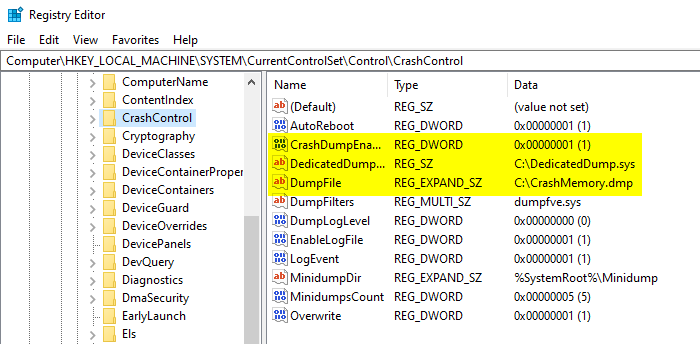 Registry Editor
File Edit View Favorites Help
Computer\HKEY_LOCAL_MACHINE\SYSTEM\CurrentControlSet\Control\CrashControl
ComputerName
ContentIndex
CrashControl
Cryptography
DeviceClasses
DeviceContainerProper
DeviceContainers
DeviceGuard
DeviceOverrides
DevicePanels
DevQuery
Diagnostics
DmaSecurity
EarlyLaunch
Els
Name Type Data
(Default) REG_SZ (value not set)
AutoReboot REG_DWORD 0x00000001 (1)
CrashDumpEna... REG_DWORD 0x00000001 (1)
DedicatedDump... REG_SZ C:\DedicatedDump.sys
DumpFile REG_EXPAND_SZ C:\CrashMemory.dmp
DumpFilters REG_MULTI_SZ dumpfve.sys
DumpLogLevel REG_DWORD 0x00000000 (0)
EnableLogFile REG_DWORD 0x00000001 (1)
LogEvent REG_DWORD 0x00000001 (1)
MinidumpDir REG_EXPAND_SZ %SystemRoot%\Minidump
MinidumpsCount REG_DWORD 0x00000005 (5)
Overwrite REG_DWORD 0x00000001 (1)